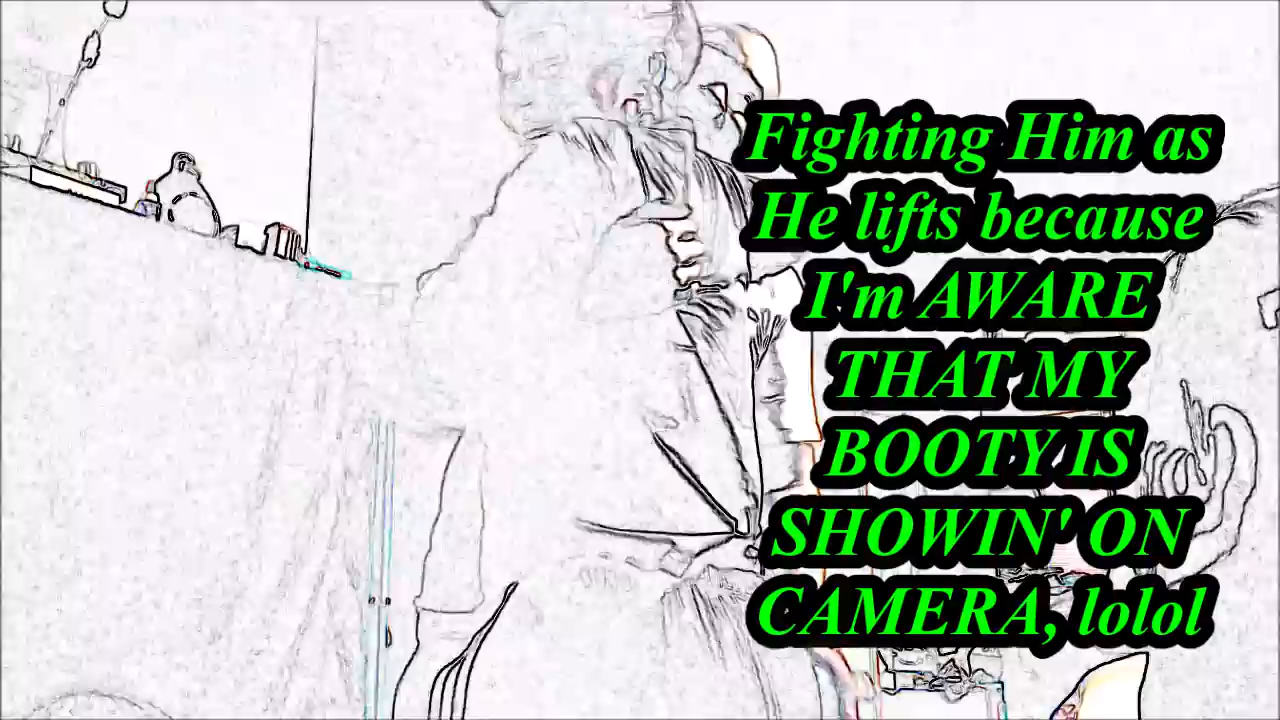 Fighting Him as
He lifts because
I'm AWARE
THAT MY
BOOTY IS
SHOWIN' ON
CAMERA, lolol